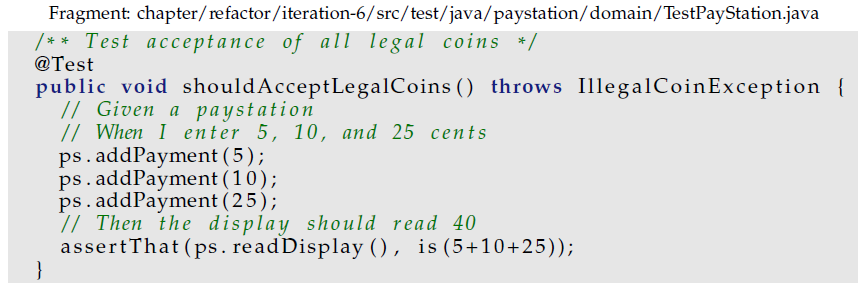 Fragment: chapter/refactor/iteration-6/src/test/java/paystation/domain/TestPayStation.java
/** Test acceptance of all legal coins */
@Test
public void shouldAcceptLegalCoins() throws IllegalCoinException {
// Given a paystation
// When I enter 5, 10, and 25 cents
ps.addPayment(5);
ps.addPayment(10);
ps.addPayment(25);
// Then the display should read 40
assertThat(ps.readDisplay(), is(5+10+25));
}